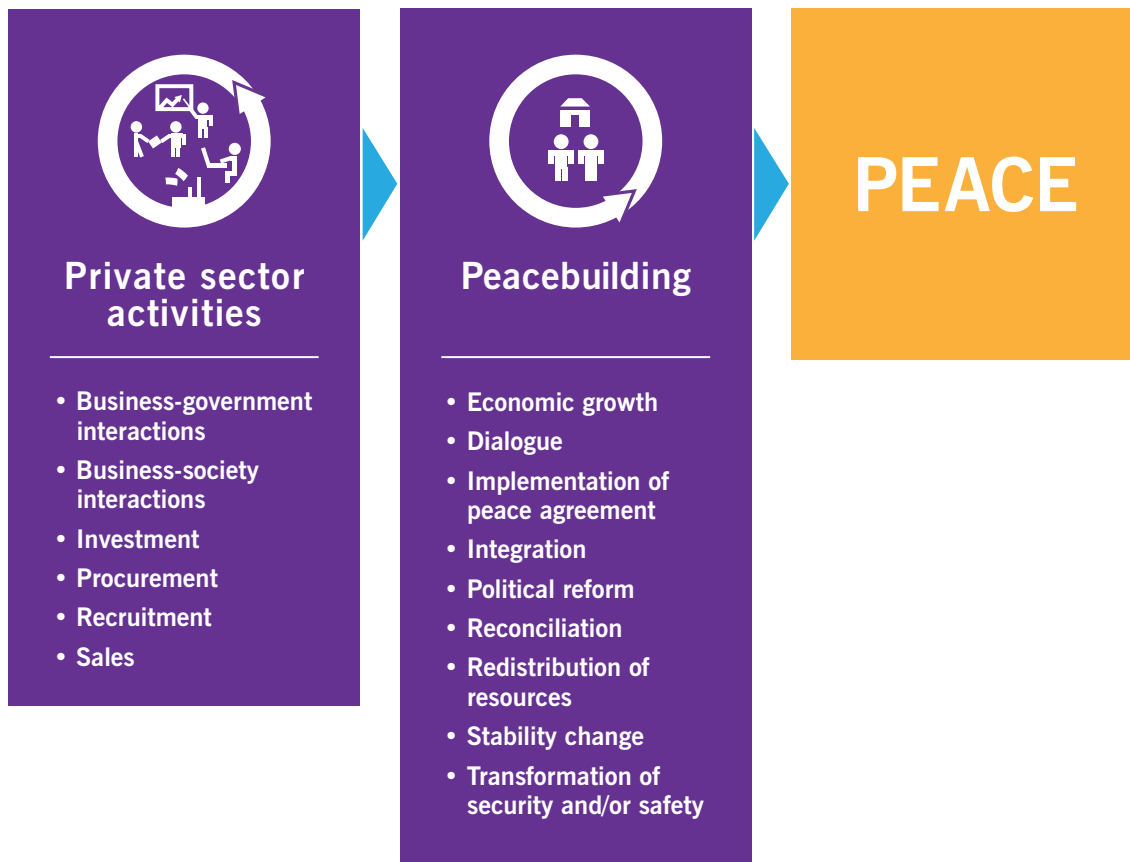 Private sector
activities
• Business-government
interactions
• Business-society
interactions
• Investment
• Procurement
• Recruitment
• Sales
Peacebuilding
• Economic growth
• Dialogue
• Implementation of
peace agreement
• Integration
• Political reform
• Reconciliation
• Redistribution of
resources
• Stability change
• Transformation of
security and/or safety
PEACE